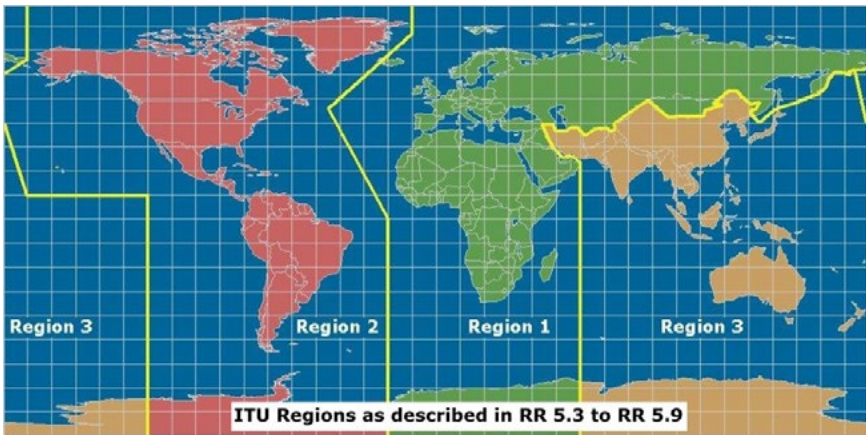 Region 3
Region 2
Region 1
Region 3
ITU Regions as described in RR 5.3 to RR 5.9